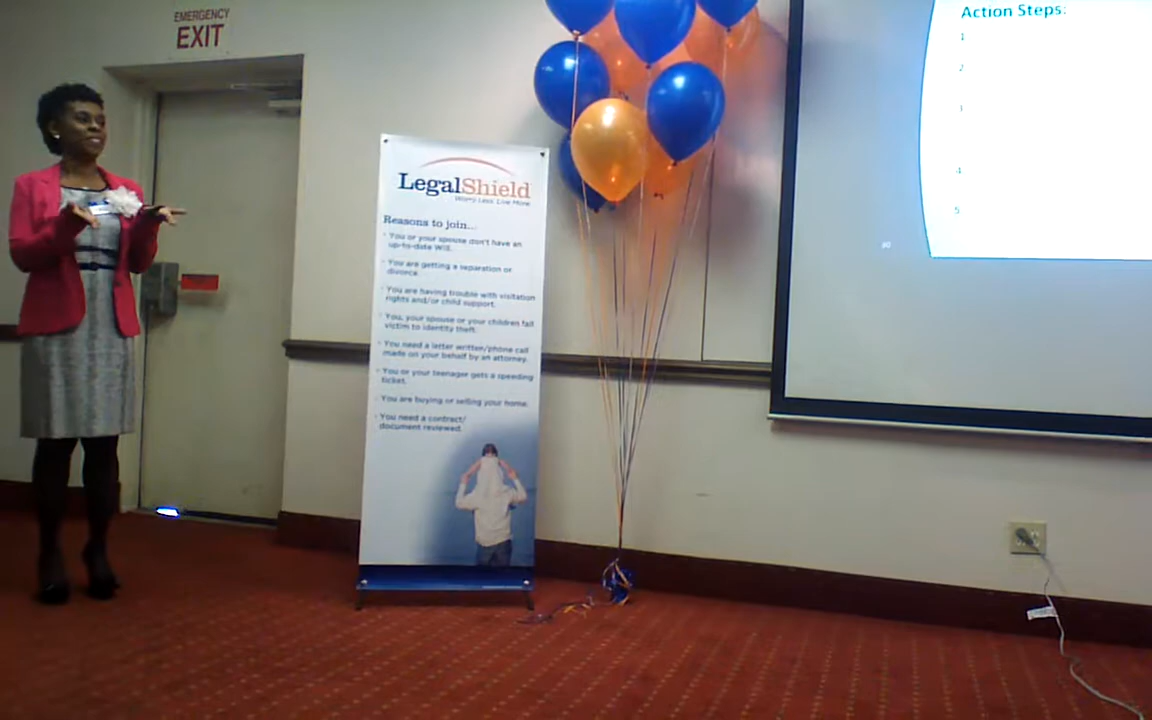 EMERGENCY
EXIT
LegalShield
Worry Less. Live More.
Reasons to join...
• You or your spouse don't have an
up-to-date Will.
• You are getting a separation or
divorce.
• You are having trouble with visitation
rights and/or child support.
• You, your spouse or your children fall
victim to identity theft.
• You need a letter written/phone call
made on your behalf by an attorney.
• You or your teenager gets a speeding
ticket.
• You are buying or selling your home.
• You need a contract/
document reviewed.
Action Steps:
1
2
3
4
5